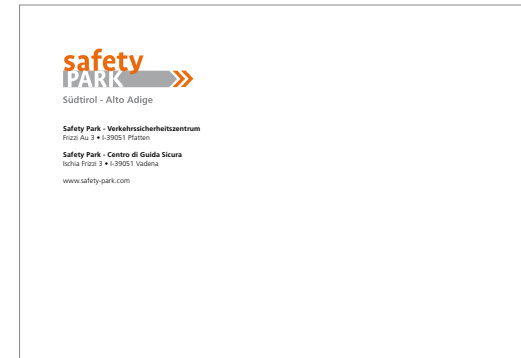 safety
PARK
Südtirol - Alto Adige
Safety Park - Verkehrssicherheitszentrum
Frizzi Au 3 • I-39051 Pfatten
Safety Park - Centro di Guida Sicura
Ischia Frizzi 3 • I-39051 Vadena
www.safety-park.com